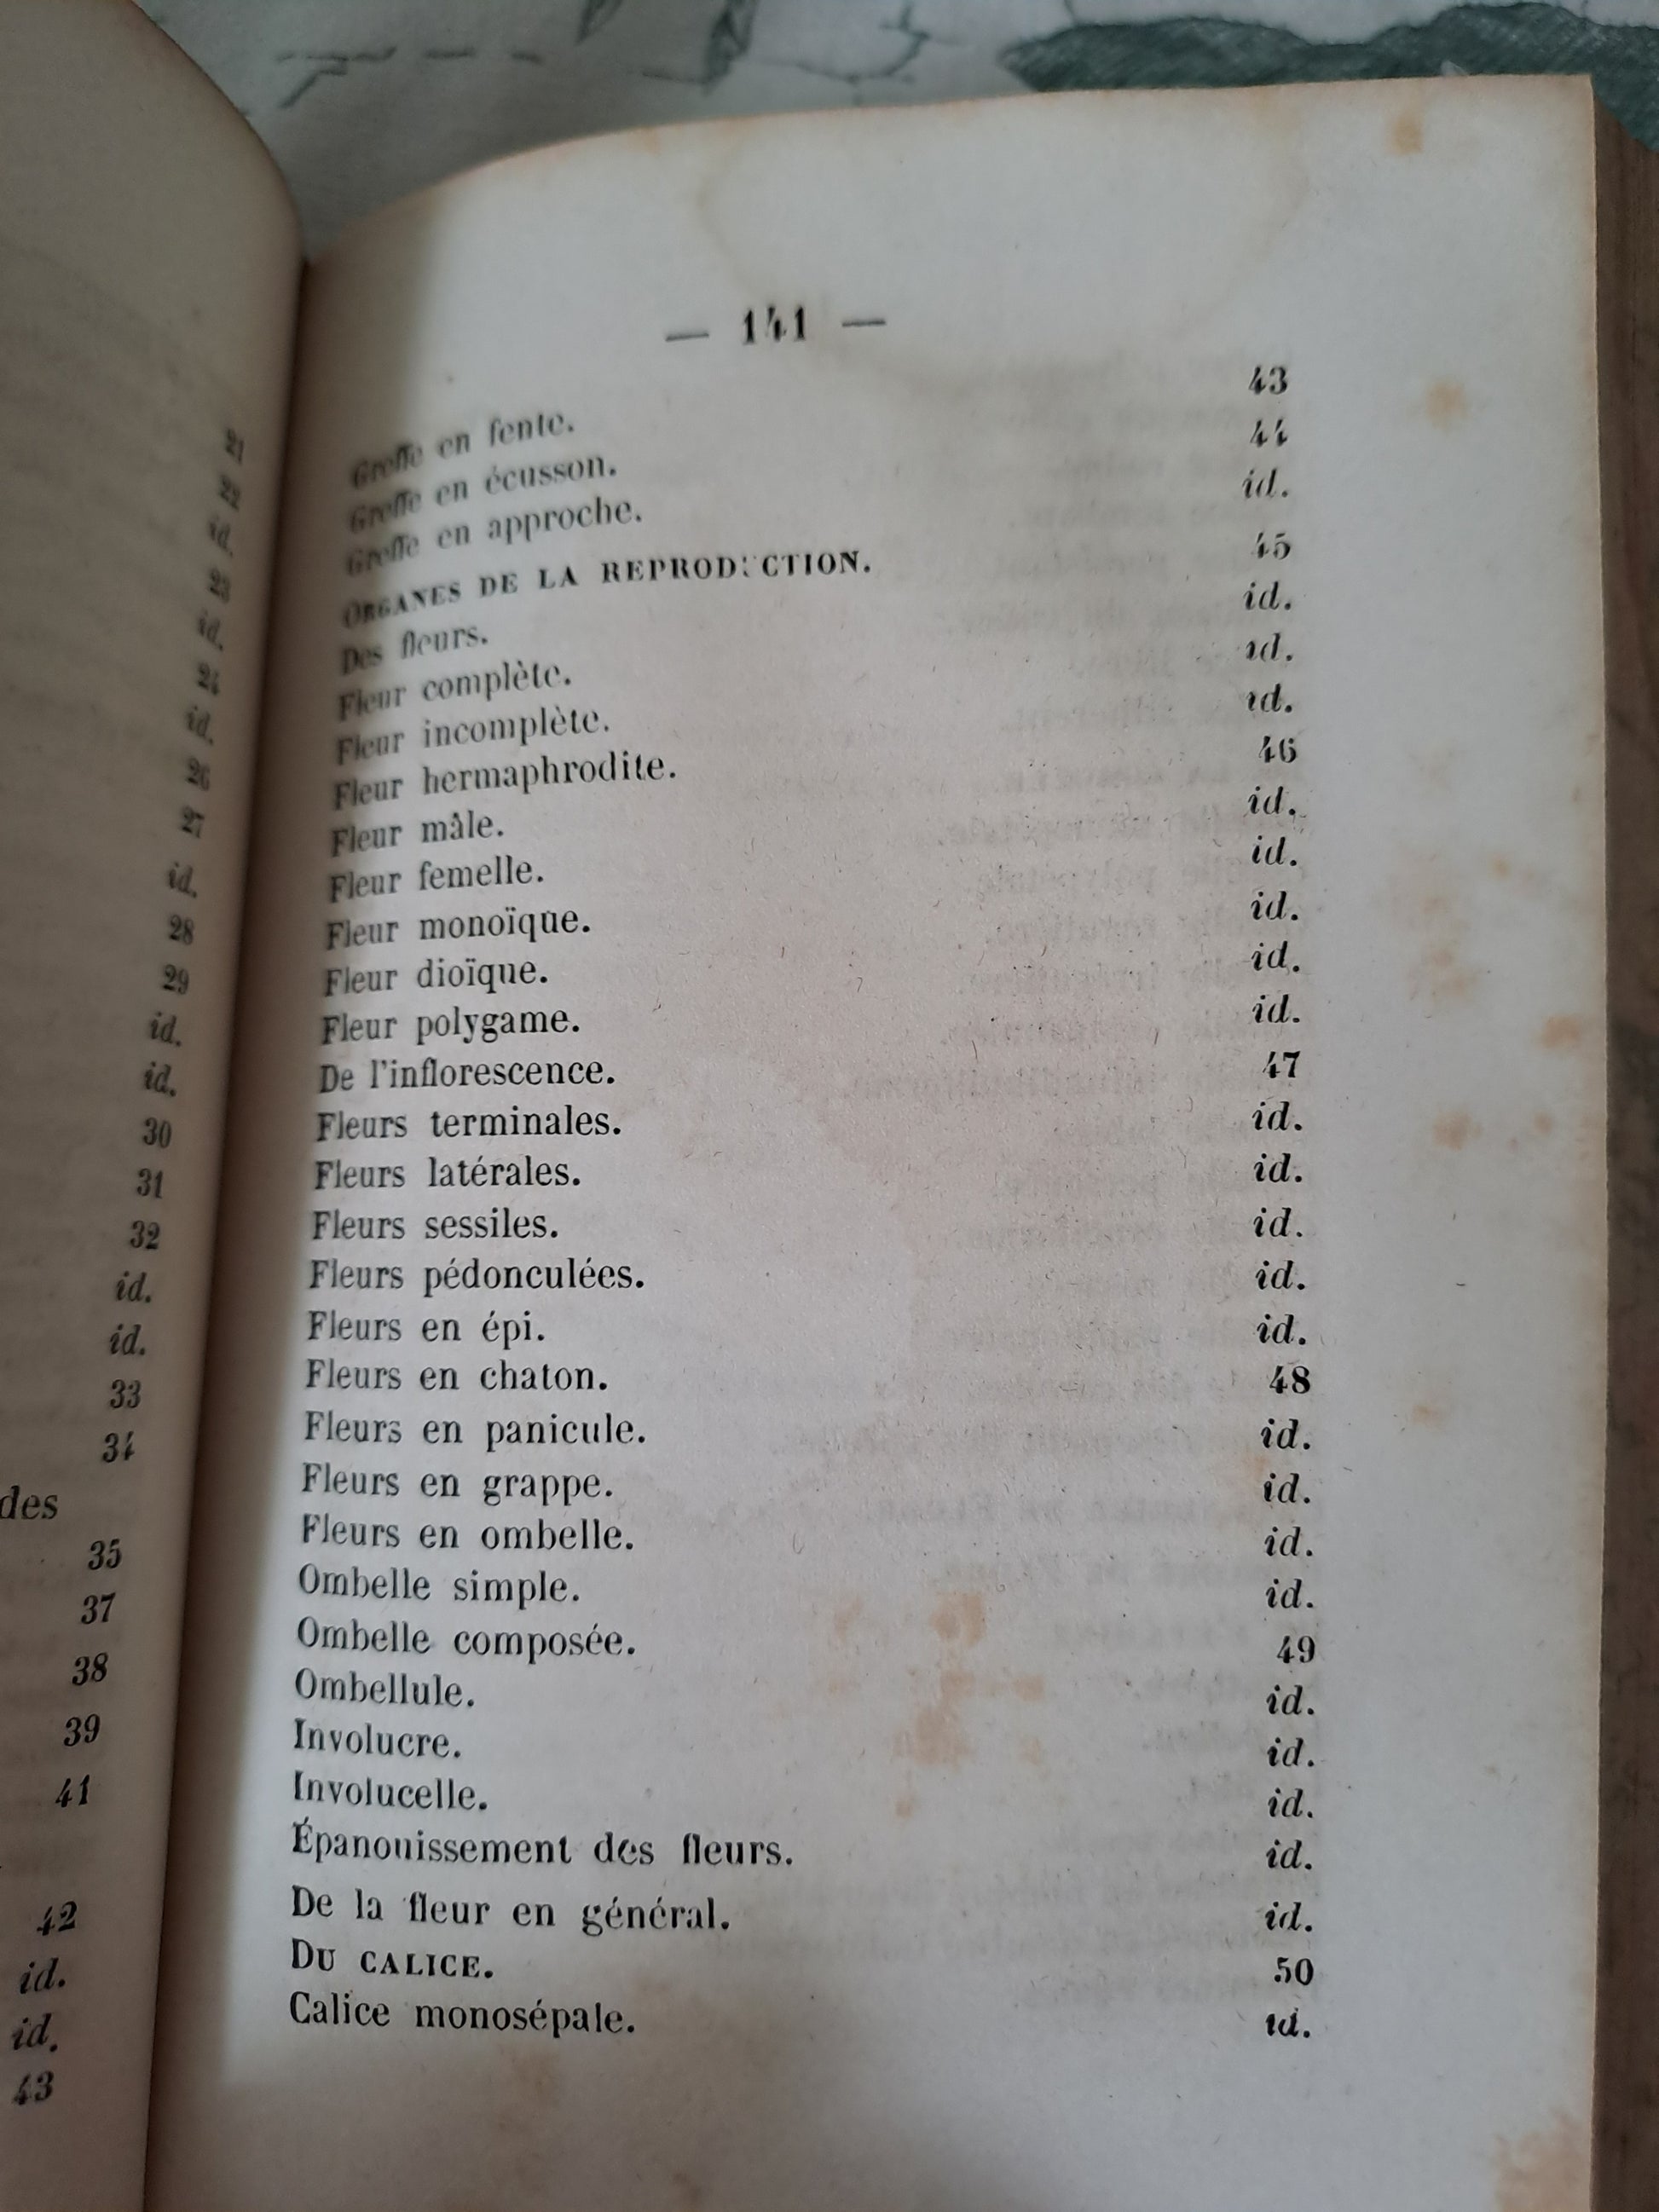 21
22
id.
23
id.
24
id.
26
27
id.
28
29
id.
id.
30
31
32
id.
id.
33
34
des
35
37
38
39
41
42
id.
id.
43
— 141 —
Greffe en fente. 43
Greffe en écusson. 44
Greffe en approche. id.
ORGANES DE LA REPRODUCTION. 45
Des fleurs. id.
Fleur complète. id.
Fleur incomplète. id.
Fleur hermaphrodite. 46
Fleur mâle. id.
Fleur femelle. id.
Fleur monoïque. id.
Fleur dioïque. id.
Fleur polygame. id.
De l'inflorescence. 47
Fleurs terminales. id.
Fleurs latérales. id.
Fleurs sessiles. id.
Fleurs pédonculées. id.
Fleurs en épi. id.
Fleurs en chaton. 48
Fleurs en panicule. id.
Fleurs en grappe. id.
Fleurs en ombelle. id.
Ombelle simple. id.
Ombelle composée. 49
Ombellule. id.
Involucre. id.
Involucelle. id.
Épanouissement des fleurs. id.
De la fleur en général. id.
DU CALICE. 50
Calice monosépale. id.